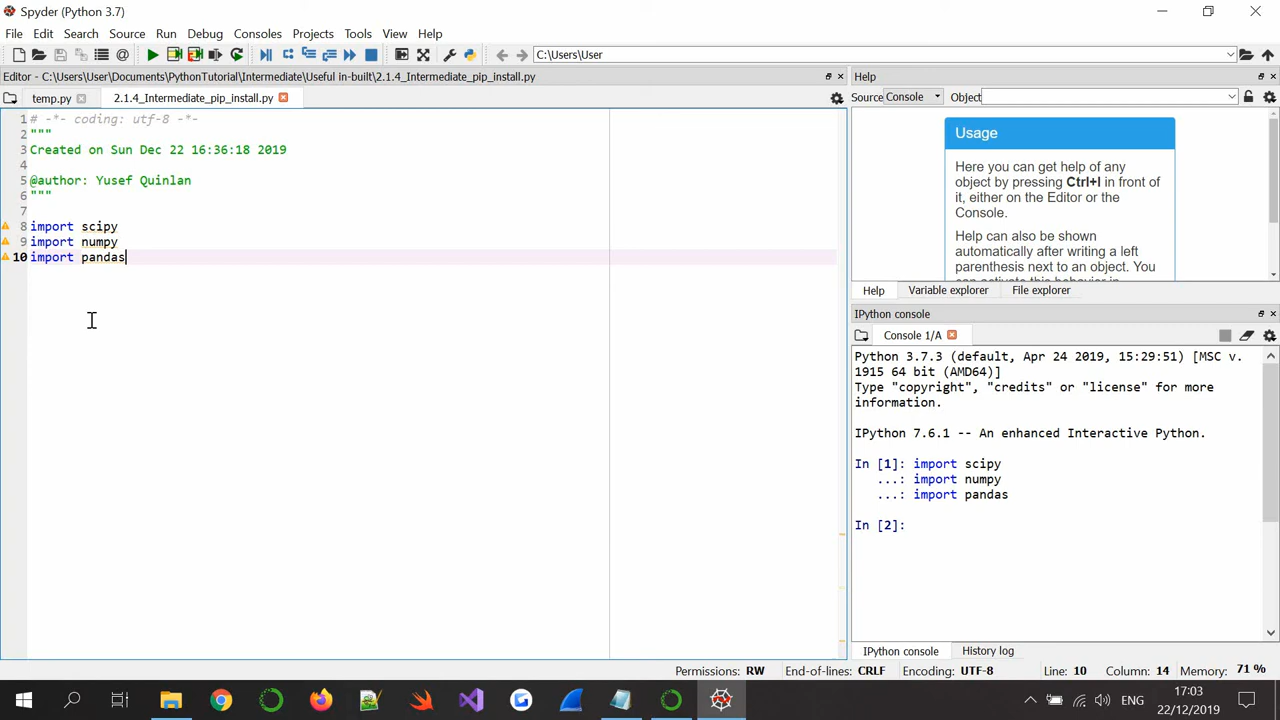 Spyder (Python 3.7)
File Edit Search Source Run Debug Consoles Projects Tools View Help
C:\Users\User
Editor - C:\Users\User\Documents\PythonTutorial\Intermediate\Useful in-built\2.1.4_Intermediate_pip_install.py
temp.py 2.1.4_Intermediate_pip_install.py
1 # -*- coding: utf-8 -*-
2 """
3 Created on Sun Dec 22 16:36:18 2019
4
5 @author: Yusef Quinlan
6 """
7
8 import scipy
9 import numpy
10 import pandas
Help
Source Console Object
Usage
Here you can get help of any
object by pressing Ctrl+I in front of
it, either on the Editor or the
Console.
Help can also be shown
automatically after writing a left
parenthesis next to an object. You
can activate this behavior in
Help Variable explorer File explorer
IPython console
Console 1/A
Python 3.7.3 (default, Apr 24 2019, 15:29:51) [MSC v.
1915 64 bit (AMD64)]
Type "copyright", "credits" or "license" for more
information.
IPython 7.6.1 -- An enhanced Interactive Python.
In [1]: import scipy
...: import numpy
...: import pandas
In [2]:
IPython console History log
Permissions: RW End-of-lines: CRLF Encoding: UTF-8 Line: 10 Column: 14 Memory: 71 %
ENG
17:03
22/12/2019